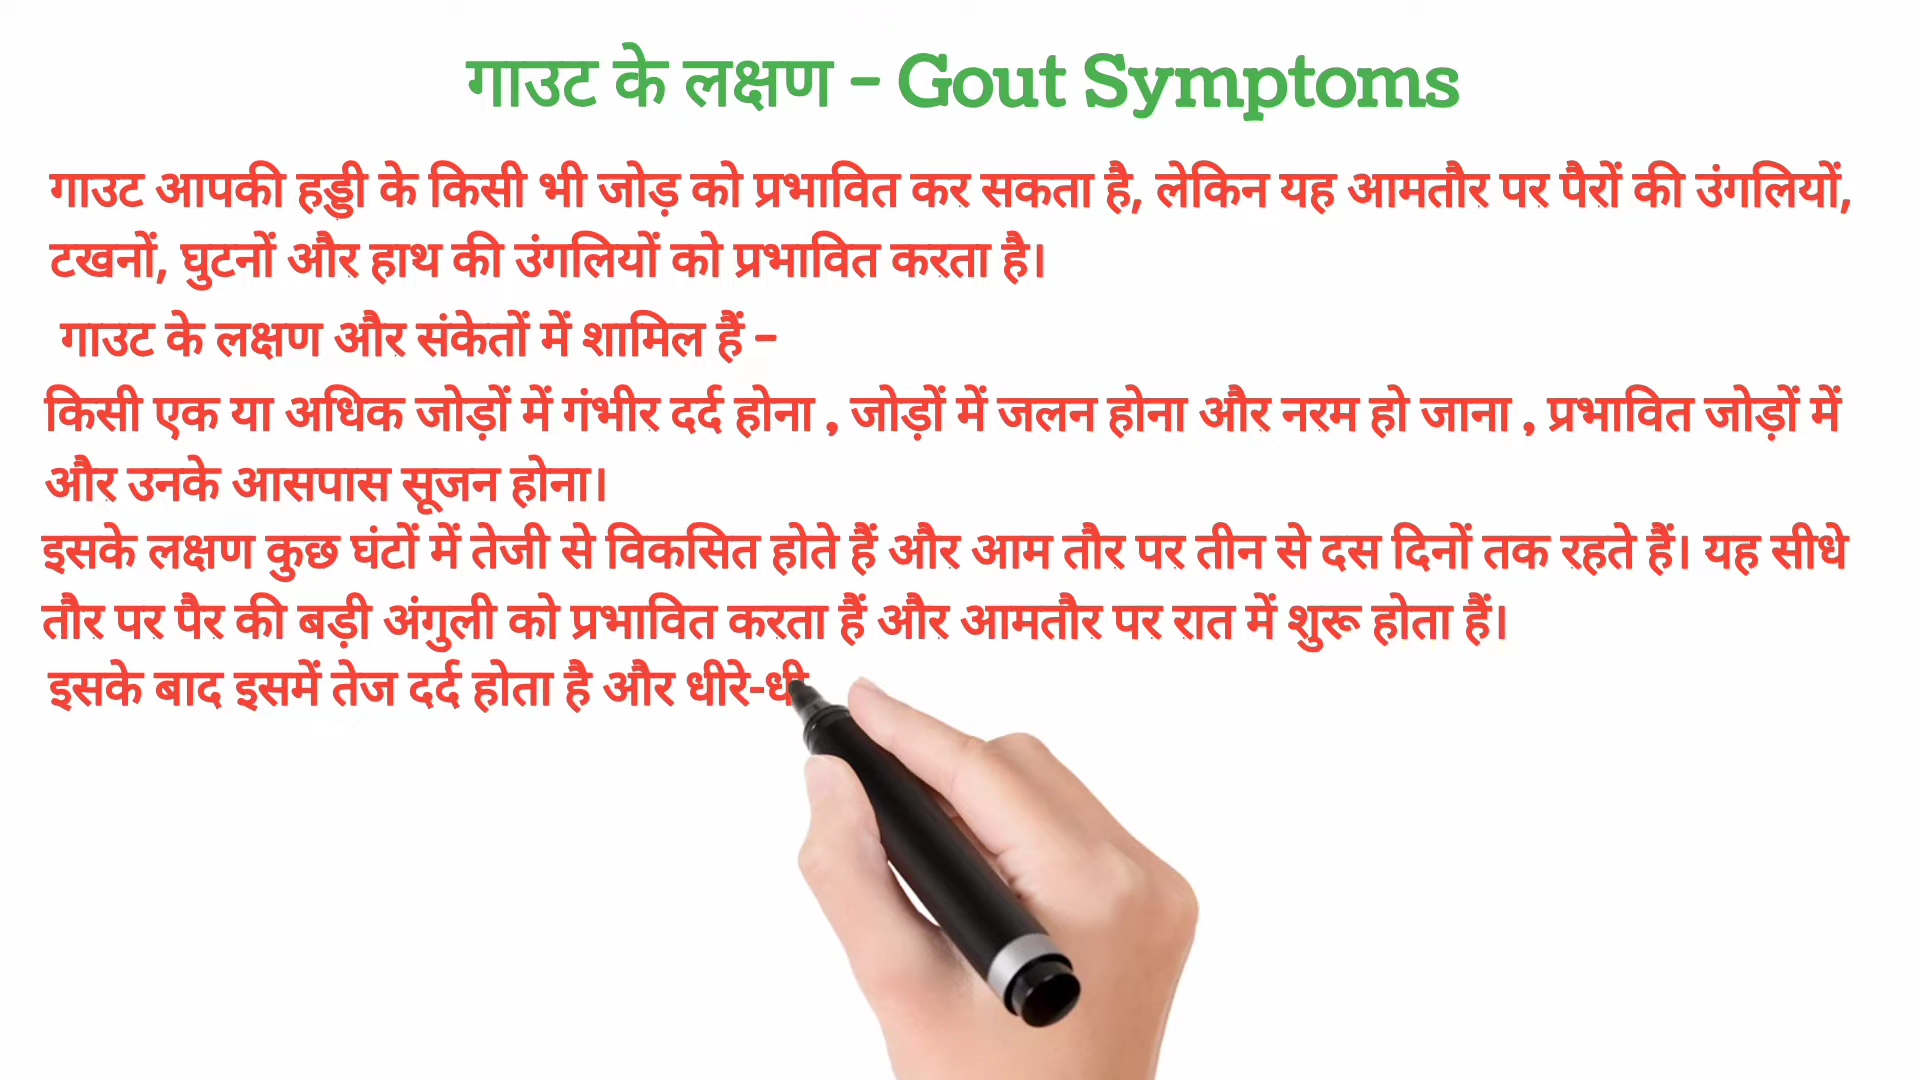 गाउट के लक्षण – Gout Symptoms
गाउट आपकी हड्डी के किसी भी जोड़ को प्रभावित कर सकता है, लेकिन यह आमतौर पर पैरों की उंगलियों,
टखनों, घुटनों और हाथ की उंगलियों को प्रभावित करता है।
गाउट के लक्षण और संकेतों में शामिल हैं –
किसी एक या अधिक जोड़ों में गंभीर दर्द होना , जोड़ों में जलन होना और नरम हो जाना , प्रभावित जोड़ों में
और उनके आसपास सूजन होना।
इसके लक्षण कुछ घंटों में तेजी से विकसित होते हैं और आम तौर पर तीन से दस दिनों तक रहते हैं। यह सीधे
तौर पर पैर की बड़ी अंगुली को प्रभावित करता हैं और आमतौर पर रात में शुरू होता हैं।
इसके बाद इसमें तेज दर्द होता है और धीरे-धी